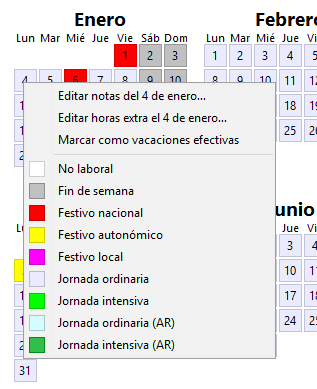 Enero
Febrero
Lun Mar Mié Jue Vie Sáb Dom
Lun Mar Mié Jue Vie
1 2 3
1 2 3 4 5
4 5 6 7 8 9 10
8 9 10 11 12
Editar notas del 4 de enero...
Editar horas extra el 4 de enero...
Marcar como vacaciones efectivas
No laboral
Fin de semana
Festivo nacional
Festivo autonómico
Festivo local
Jornada ordinaria
Jornada intensiva
Jornada ordinaria (AR)
Jornada intensiva (AR)
18 19
25 26
unio
Jue Vie
3 4
10 11
17 18
24 25
31